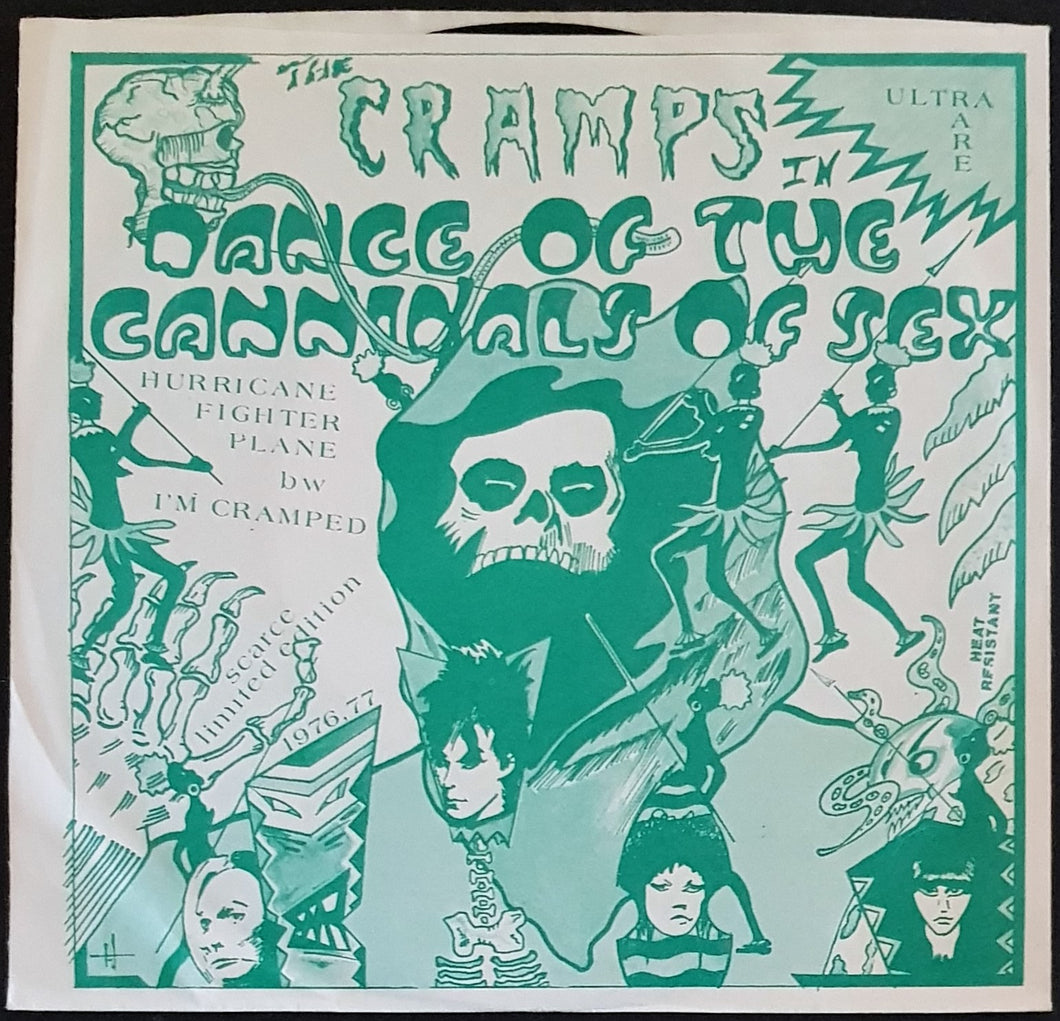 THE
CRAMPS
IN
ULTRA
RARE
DANCE OF THE
CANNIBALS OF SEX
HURRICANE
FIGHTER
PLANE
bw
I'M CRAMPED
scarce
limited edition
1976,77
HEAT
RESISTANT
H